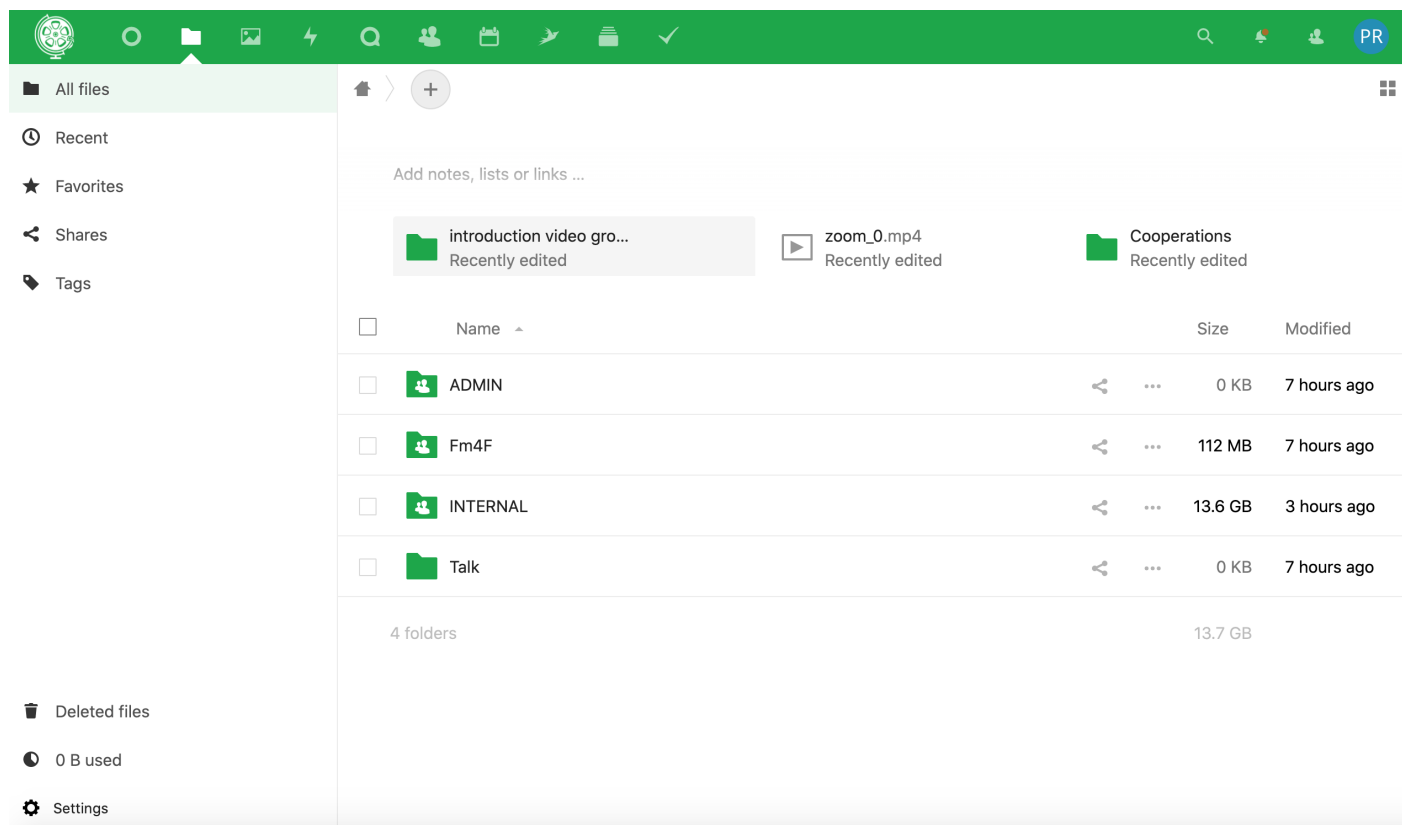 PR
All files
Recent
Favorites
Shares
Tags
Add notes, lists or links ...
introduction video gro...
Recently edited
zoom_0.mp4
Recently edited
Cooperations
Recently edited
Name Size Modified
ADMIN 0 KB 7 hours ago
Fm4F 112 MB 7 hours ago
INTERNAL 13.6 GB 3 hours ago
Talk 0 KB 7 hours ago
4 folders 13.7 GB
Deleted files
0 B used
Settings